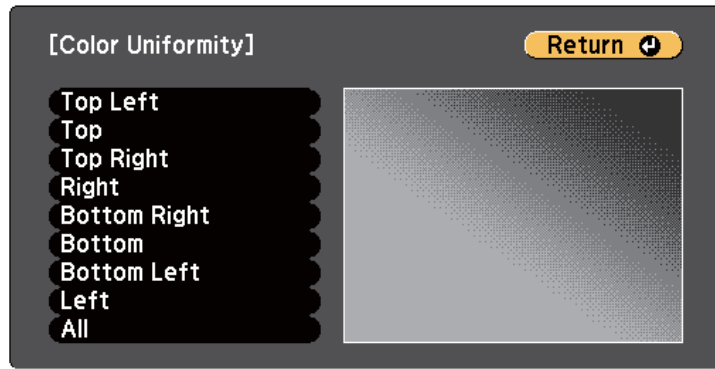 [Color Uniformity]
Return
Top Left
Top
Top Right
Right
Bottom Right
Bottom
Bottom Left
Left
All